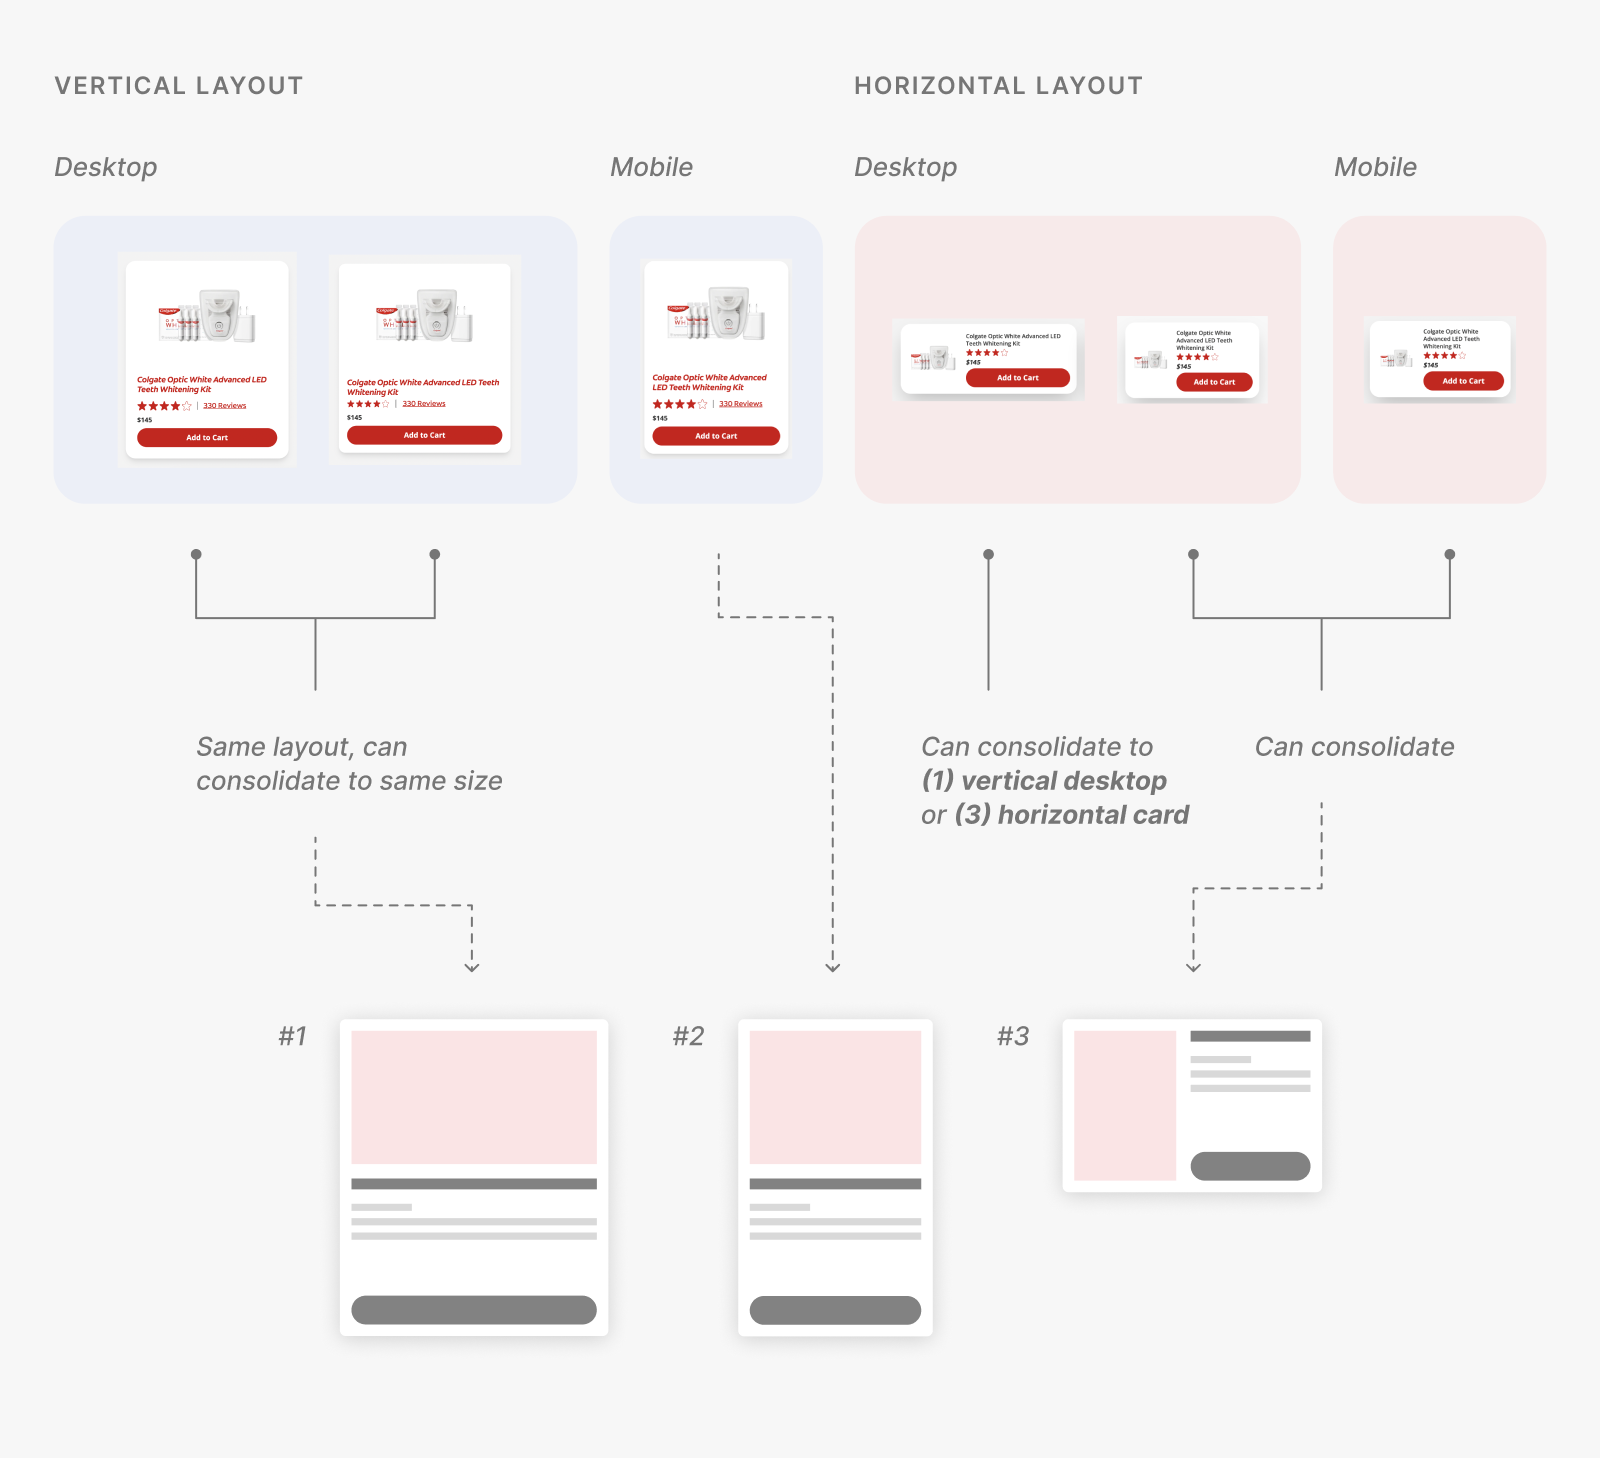 VERTICAL LAYOUT
HORIZONTAL LAYOUT
Desktop
Mobile
Desktop
Mobile
Colgate
Colgate Optic White Advanced LED
Teeth Whitening Kit
330 Reviews
$145
Add to Cart
Colgate
Colgate Optic White Advanced LED Teeth
Whitening Kit
330 Reviews
$145
Add to Cart
Colgate
Colgate Optic White Advanced
LED Teeth Whitening Kit
330 Reviews
$145
Add to Cart
Colgate Optic White Advanced LED
Teeth Whitening Kit
$145
Add to Cart
Colgate Optic White
Advanced LED Teeth
Whitening Kit
$145
Add to Cart
Colgate Optic White
Advanced LED Teeth
Whitening Kit
$145
Add to Cart
Same layout, can
consolidate to same size
Can consolidate to
(1) vertical desktop
or (3) horizontal card
Can consolidate
#1
#2
#3